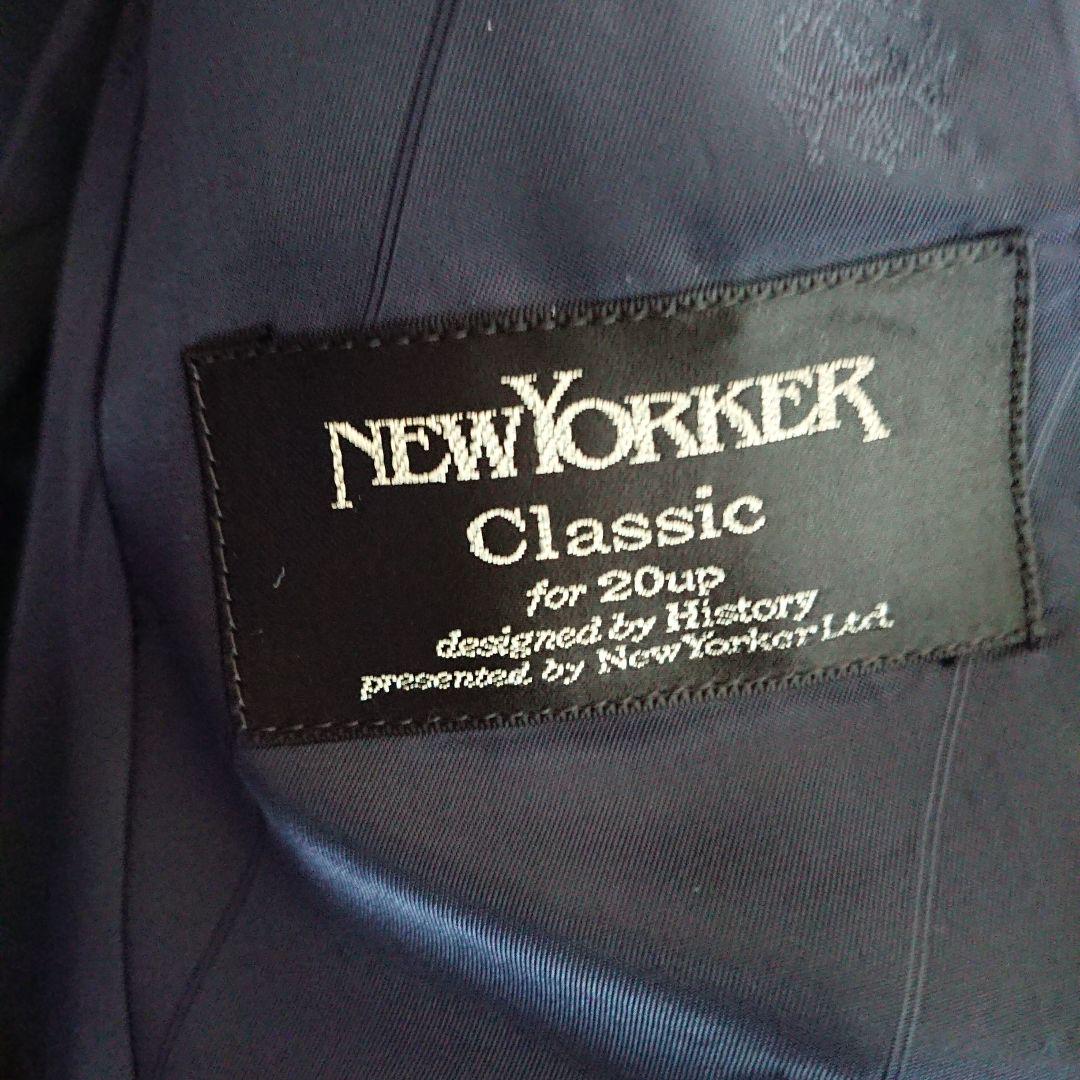 NEWYORKER
Classic
for 20up
designed by History
presented by NewYorker Ltd.